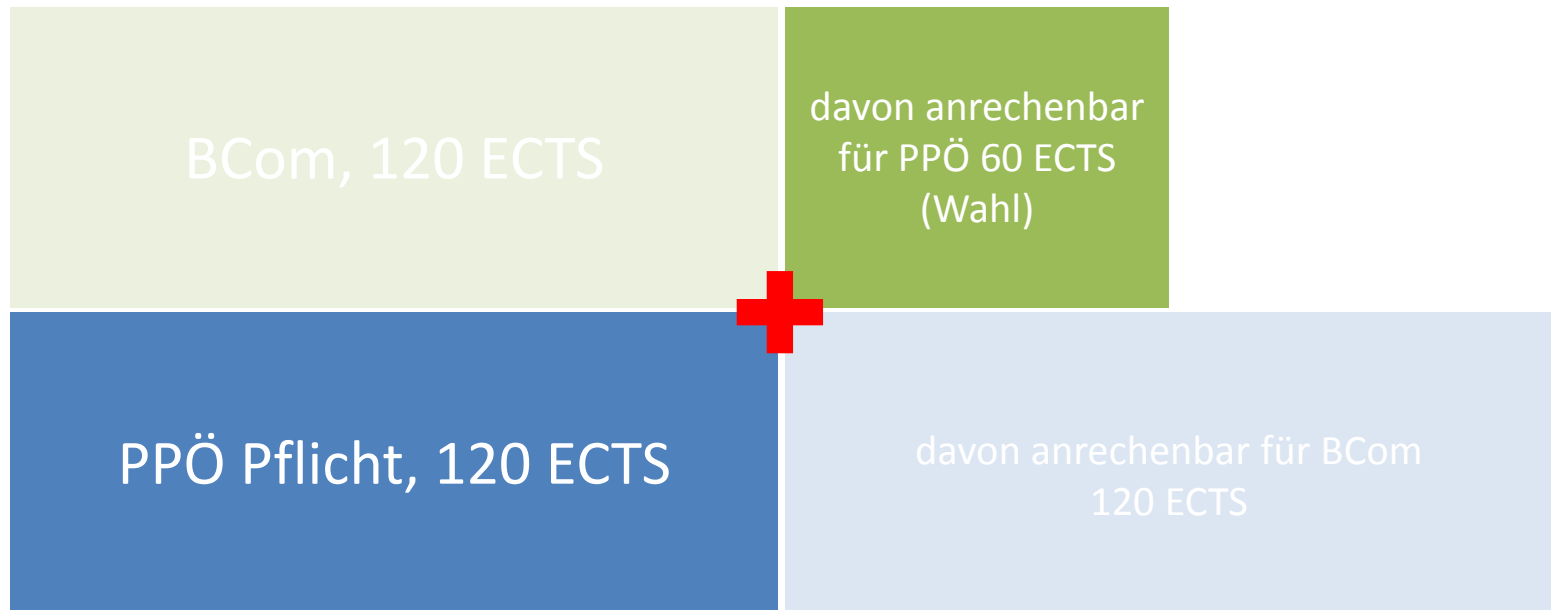 BCom, 120 ECTS
davon anrechenbar
für PPÖ 60 ECTS
(Wahl)
PPÖ Pflicht, 120 ECTS
davon anrechenbar für BCom
120 ECTS